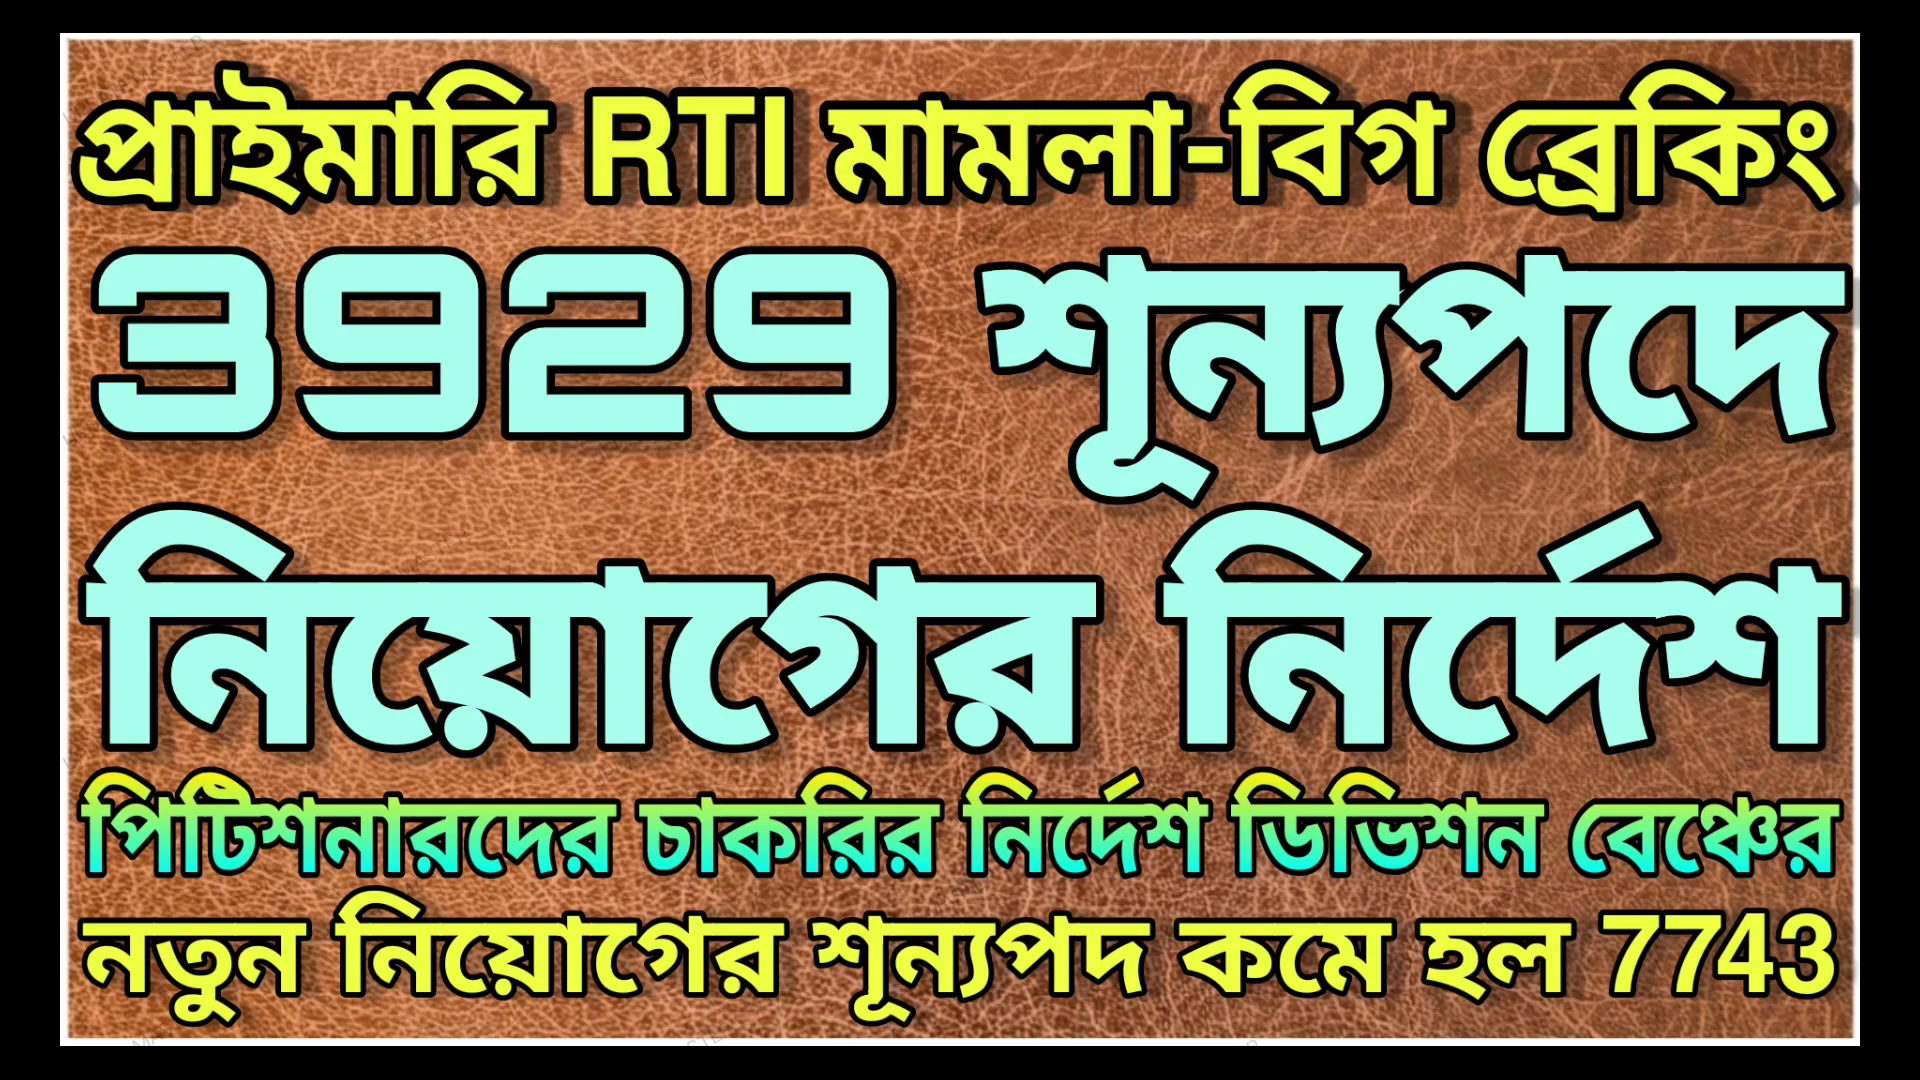 প্রাইমারি RTI মামলা-বিগ ব্রেকিং
3929 শূন্যপদে
নিয়োগের নির্দেশ
পিটিশনারদের চাকরির নির্দেশ ডিভিশন বেঞ্চের
নতুন নিয়োগের শূন্যপদ কমে হল 7743